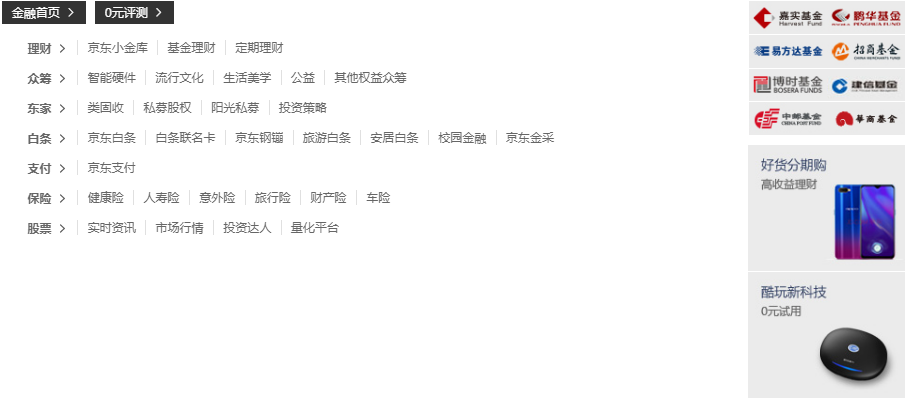 金融首页 > 0元评测 >
理财 > 京东小金库 基金理财 定期理财
众筹 > 智能硬件 流行文化 生活美学 公益 其他权益众筹
东家 > 类固收 私募股权 阳光私募 投资策略
白条 > 京东白条 白条联名卡 京东钢镚 旅游白条 安居白条 校园金融 京东金采
支付 > 京东支付
保险 > 健康险 人寿险 意外险 旅行险 财产险 车险
股票 > 实时资讯 市场行情 投资达人 量化平台
嘉实基金 鹏华基金
Harvest Fund PENGHUA FUND
易方达基金 招商基金
CHINA MERCHANTS FUND
博时基金 建信基金
BOSERA FUNDS
中邮基金 華商基金
CHINA POST FUND
好货分期购
高收益理财
酷玩新科技
0元试用